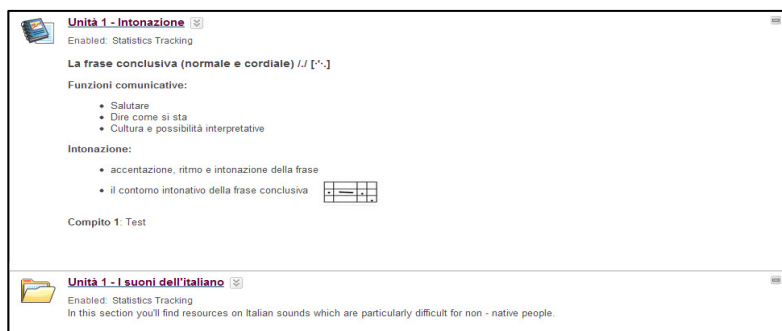 Unità 1 - Intonazione
Enabled: Statistics Tracking
La frase conclusiva (normale e cordiale) /./ [·'·.]
Funzioni comunicative:
• Salutare
• Dire come si sta
• Cultura e possibilità interpretative
Intonazione:
• accentazione, ritmo e intonazione della frase
• il contorno intonativo della frase conclusiva
Compito 1: Test
Unità 1 - I suoni dell'italiano
Enabled: Statistics Tracking
In this section you'll find resources on Italian sounds which are particularly difficult for non - native people.